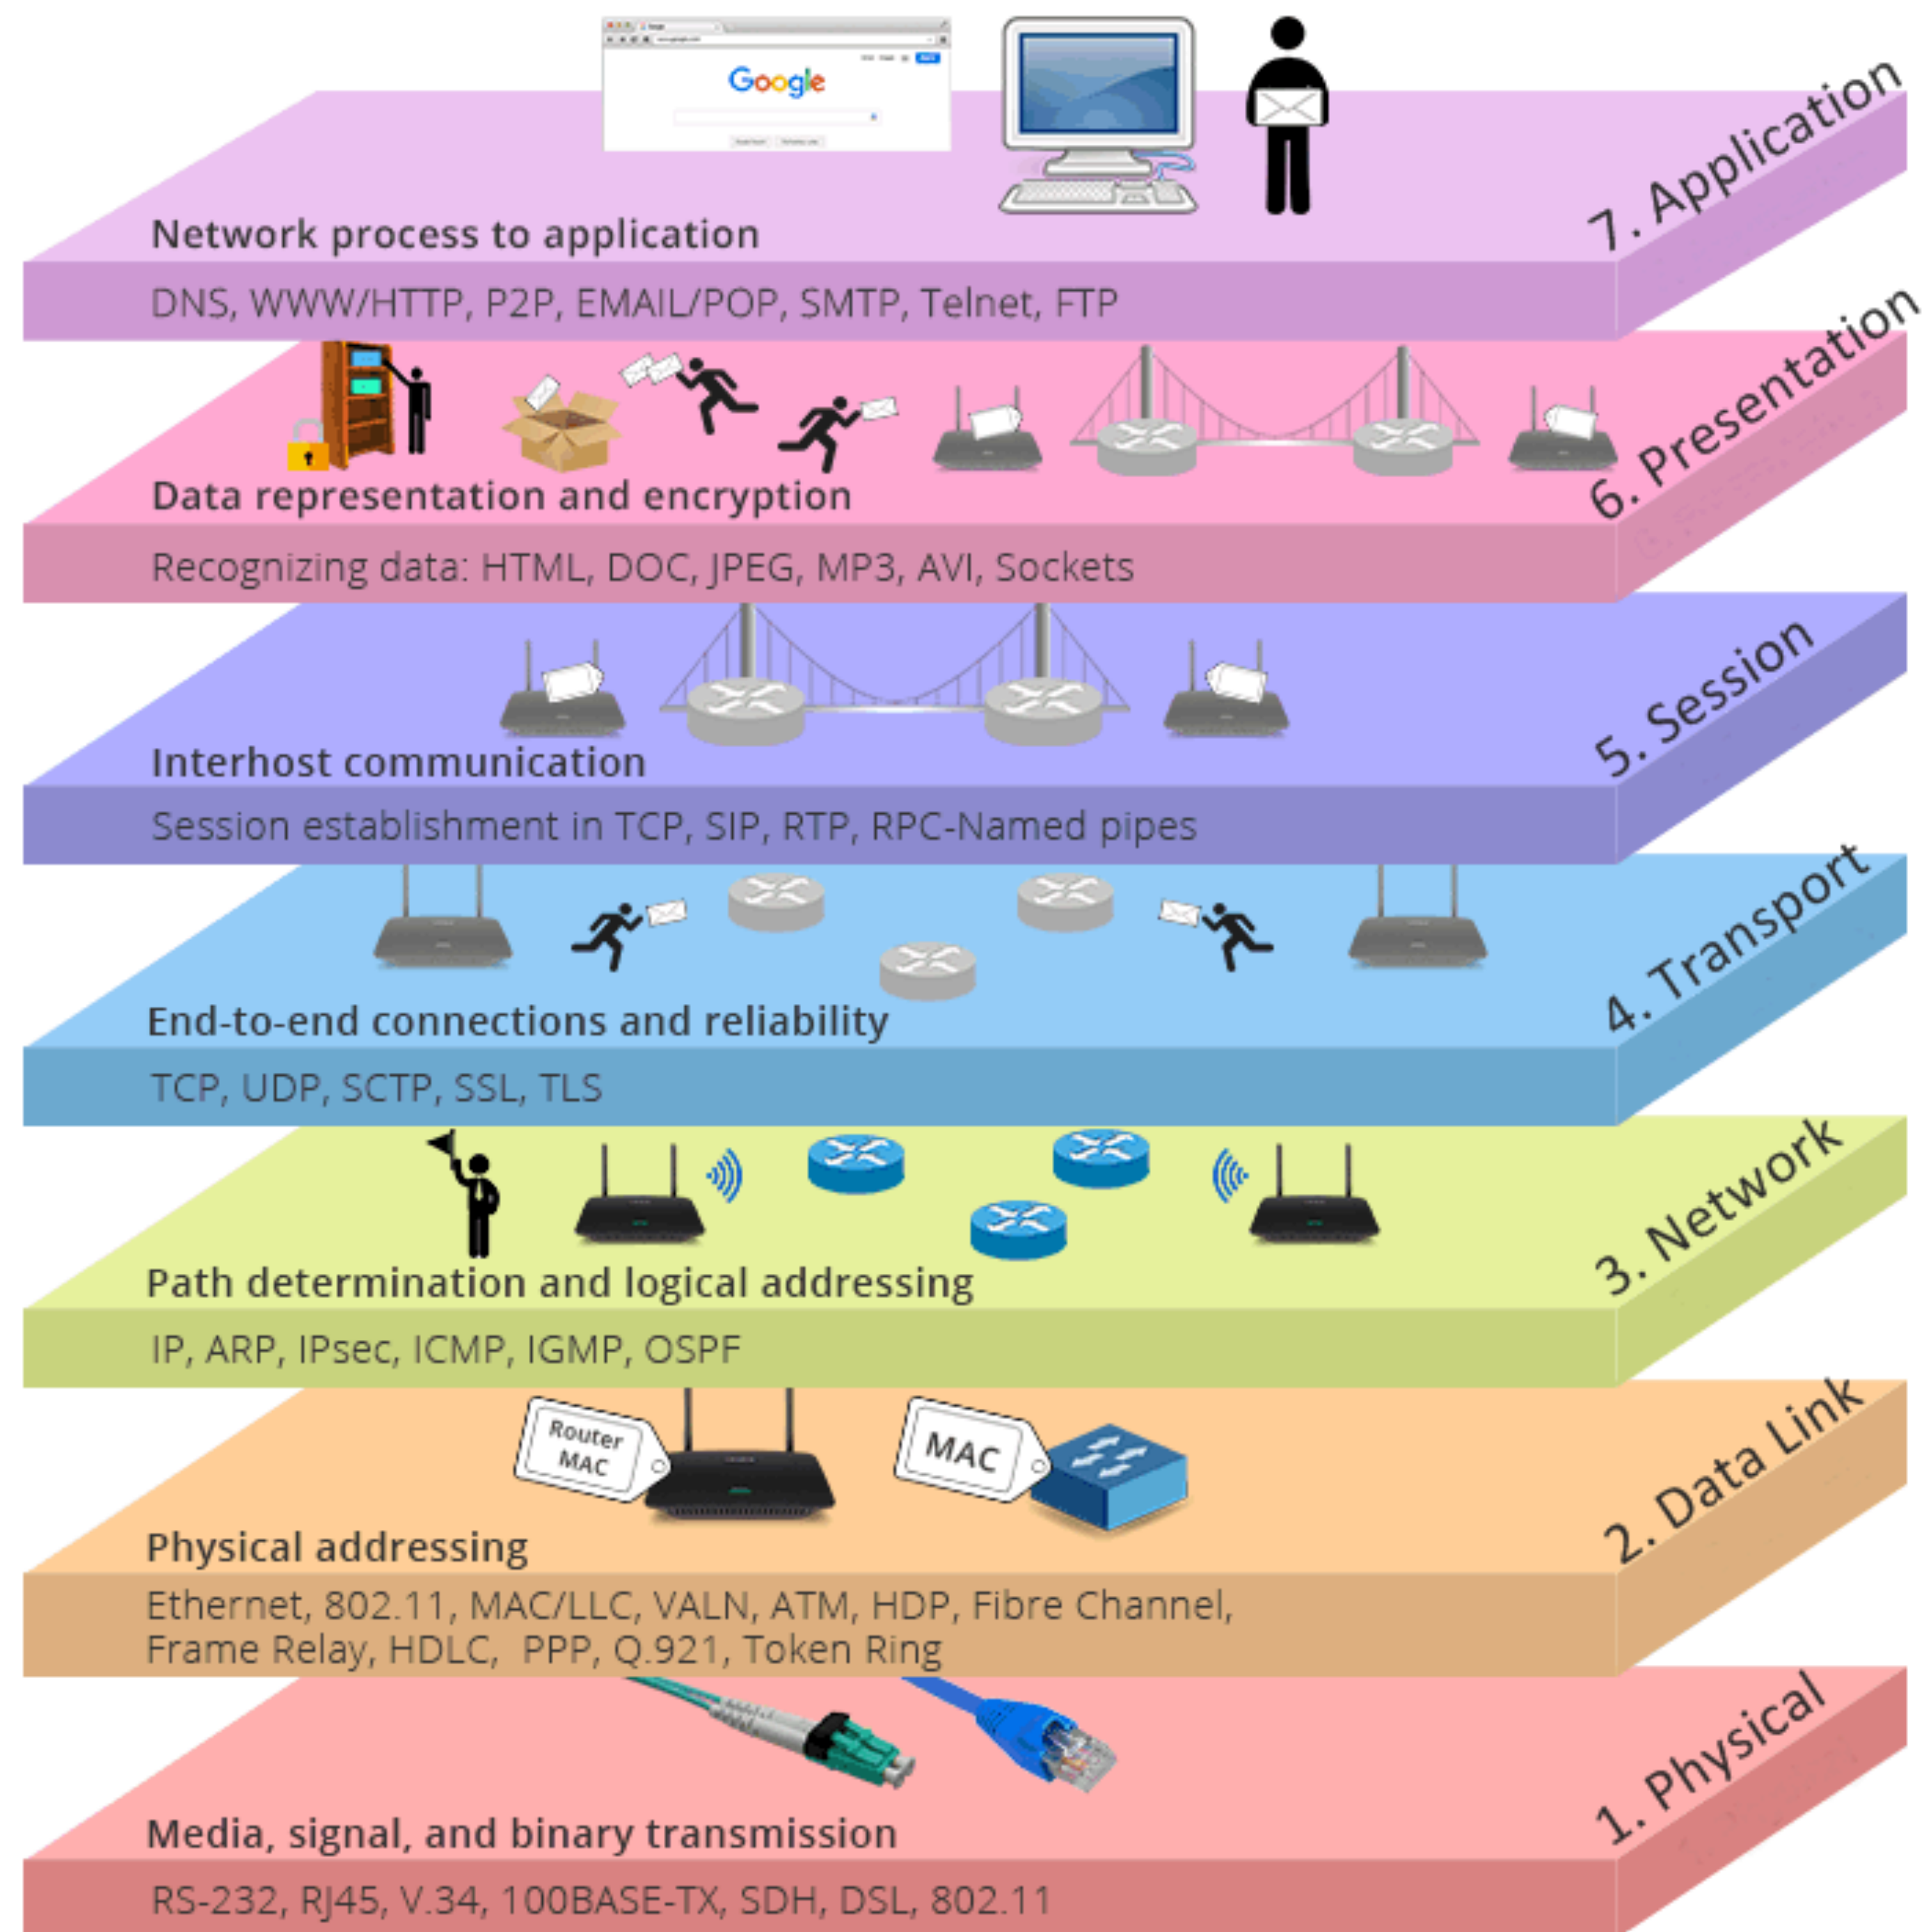 Google
Network process to application
7. Application
DNS, WWW/HTTP, P2P, EMAIL/POP, SMTP, Telnet, FTP
Data representation and encryption
6. Presentation
Recognizing data: HTML, DOC, JPEG, MP3, AVI, Sockets
Interhost communication
5. Session
Session establishment in TCP, SIP, RTP, RPC-Named pipes
End-to-end connections and reliability
4. Transport
TCP, UDP, SCTP, SSL, TLS
Path determination and logical addressing
3. Network
IP, ARP, IPsec, ICMP, IGMP, OSPF
Router
MAC
MAC
Physical addressing
2. Data Link
Ethernet, 802.11, MAC/LLC, VALN, ATM, HDP, Fibre Channel,
Frame Relay, HDLC, PPP, Q.921, Token Ring
Media, signal, and binary transmission
1. Physical
RS-232, RJ45, V.34, 100BASE-TX, SDH, DSL, 802.11